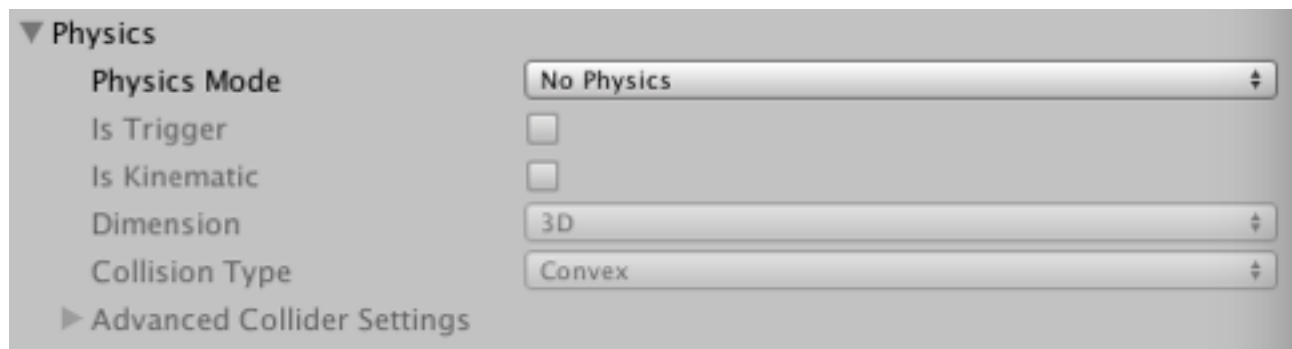 Physics
Physics Mode No Physics
Is Trigger
Is Kinematic
Dimension 3D
Collision Type Convex
Advanced Collider Settings